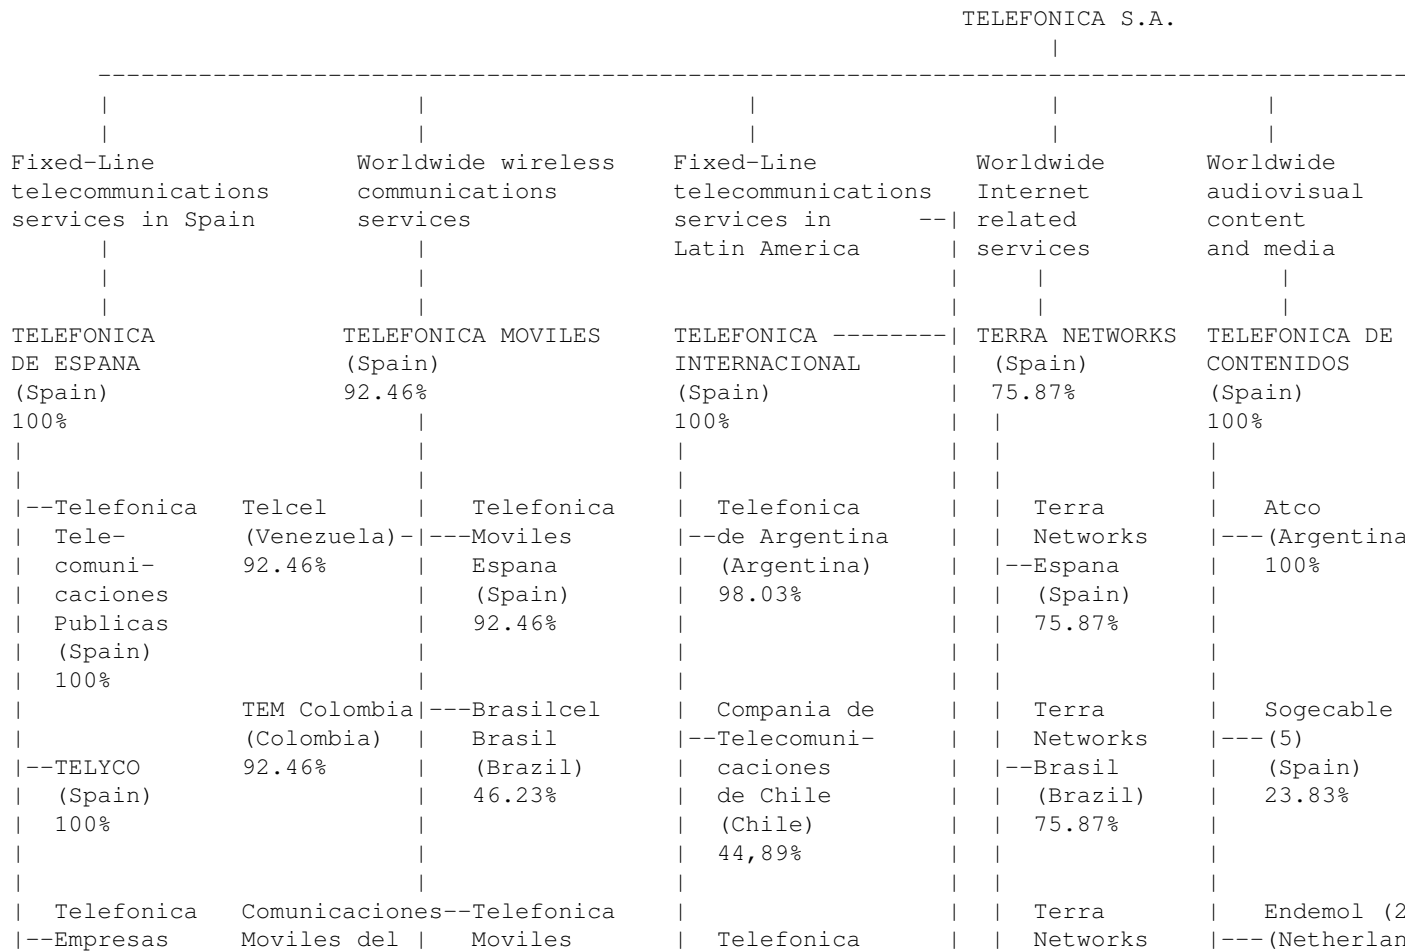 TELEFONICA S.A.
|
--------------------------------------------------------------------------------------------
| | | | |
| | | | |
Fixed-Line Worldwide wireless Fixed-Line Worldwide Worldwide
telecommunications communications telecommunications Internet audiovisual
services in Spain services services in --| related content
| | Latin America | services and media
| | | | |
| | | | |
TELEFONICA TELEFONICA MOVILES TELEFONICA --------| TERRA NETWORKS TELEFONICA DE
DE ESPANA (Spain) INTERNACIONAL | (Spain) CONTENIDOS
(Spain) 92.46% (Spain) | 75.87% (Spain)
100% | 100% | | 100%
| | | | | |
| | | | | |
|--Telefonica Telcel | Telefonica | Telefonica | | Terra | Atco
| Tele- (Venezuela)-|---Moviles |--de Argentina | | Networks |---(Argentina
| comuni- 92.46% | Espana | (Argentina) | |--Espana | 100%
| caciones | (Spain) | 98.03% | | (Spain) |
| Publicas | 92.46% | | | 75.87% |
| (Spain) | | | | |
| 100% | | | | |
| TEM Colombia|---Brasilcel | Compania de | | Terra | Sogecable
| (Colombia) | Brasil |--Telecomuni- | | Networks |---(5)
|--TELYCO 92.46% | (Brazil) | caciones | |--Brasil | (Spain)
| (Spain) | 46.23% | de Chile | | (Brazil) | 23.83%
| 100% | | (Chile) | | 75.87% |
| | | 44,89% | | |
| | | | | |
| Telefonica Comunicaciones--Telefonica | | | Terra | Endemol (2
|--Empresas Moviles del | Moviles | Telefonica | | Networks |---(Netherlan